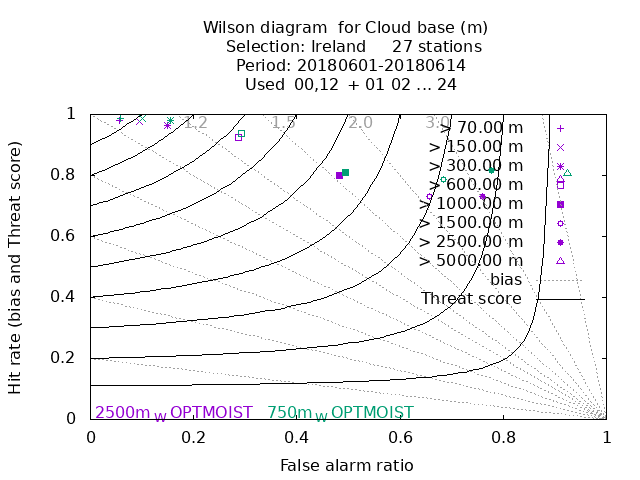 Wilson diagram for Cloud base (m)
Selection: Ireland 27 stations
Period: 20180601-20180614
Used 00,12 + 01 02 ... 24
Hit rate (bias and Threat score)
1
0.8
0.6
0.4
0.2
0
1.2 1.5 2.0 3.0
> 70.00 m
> 150.00 m
> 300.00 m
> 600.00 m
> 1000.00 m
> 1500.00 m
> 2500.00 m
> 5000.00 m
bias
Threat score
2500m W OPTMOIST 750m W OPTMOIST
0 0.2 0.4 0.6 0.8 1
False alarm ratio